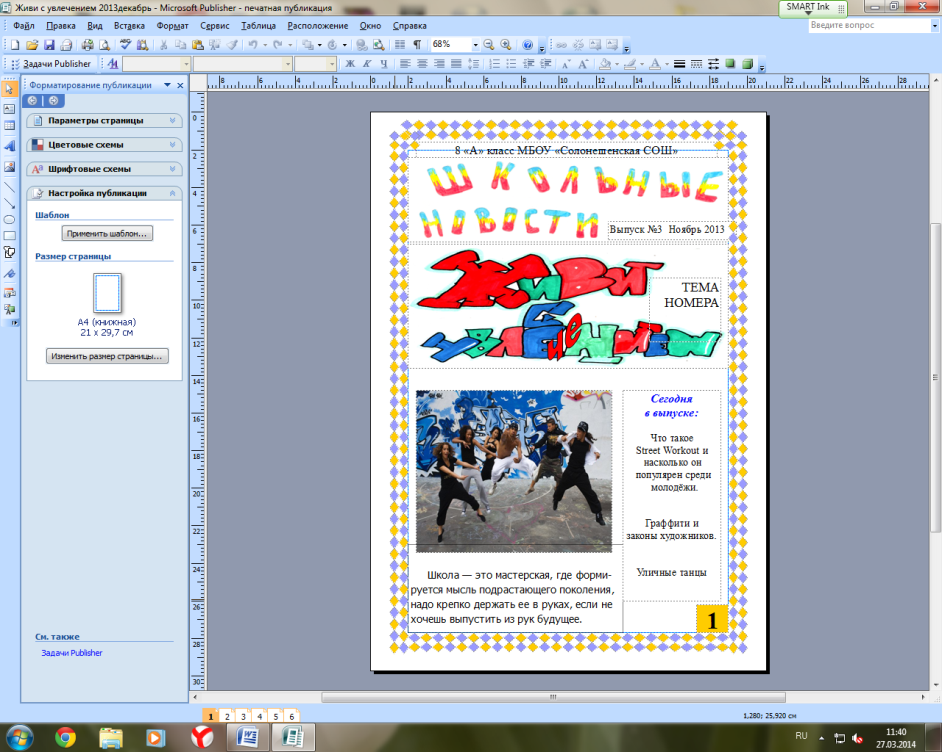 Живи с увлечением 2013декабрь - Microsoft Publisher - печатная публикация
SMART Ink
Файл Правка Вид Вставка Формат Сервис Таблица Расположение Окно Справка
Введите вопрос
68%
Задачи Publisher
Ж К Ч
Форматирование публикации
Параметры страницы
Цветовые схемы
Шрифтовые схемы
Настройка публикации
Шаблон
Применить шаблон...
Размер страницы
A4 (книжная)
21 x 29,7 см
Изменить размер страницы...
См. также
Задачи Publisher
8 «А» класс МБОУ «Солонешенская СОШ»
ШКОЛЬНЫЕ
НОВОСТИ
Выпуск №3 Ноябрь 2013
ЖиВи
С
УВЛЕЧЕНИЕМ
ТЕМА
НОМЕРА
Сегодня
в выпуске:
Что такое
Street Workout и
насколько он
популярен среди
молодёжи.
Граффити и
законы художников.
Уличные танцы
Школа — это мастерская, где форми-
руется мысль подрастающего поколения,
надо крепко держать ее в руках, если не
хочешь выпустить из рук будущее.
1
1 2 3 4 5 6
1,280; 25,920 см
RU
11:40
27.03.2014